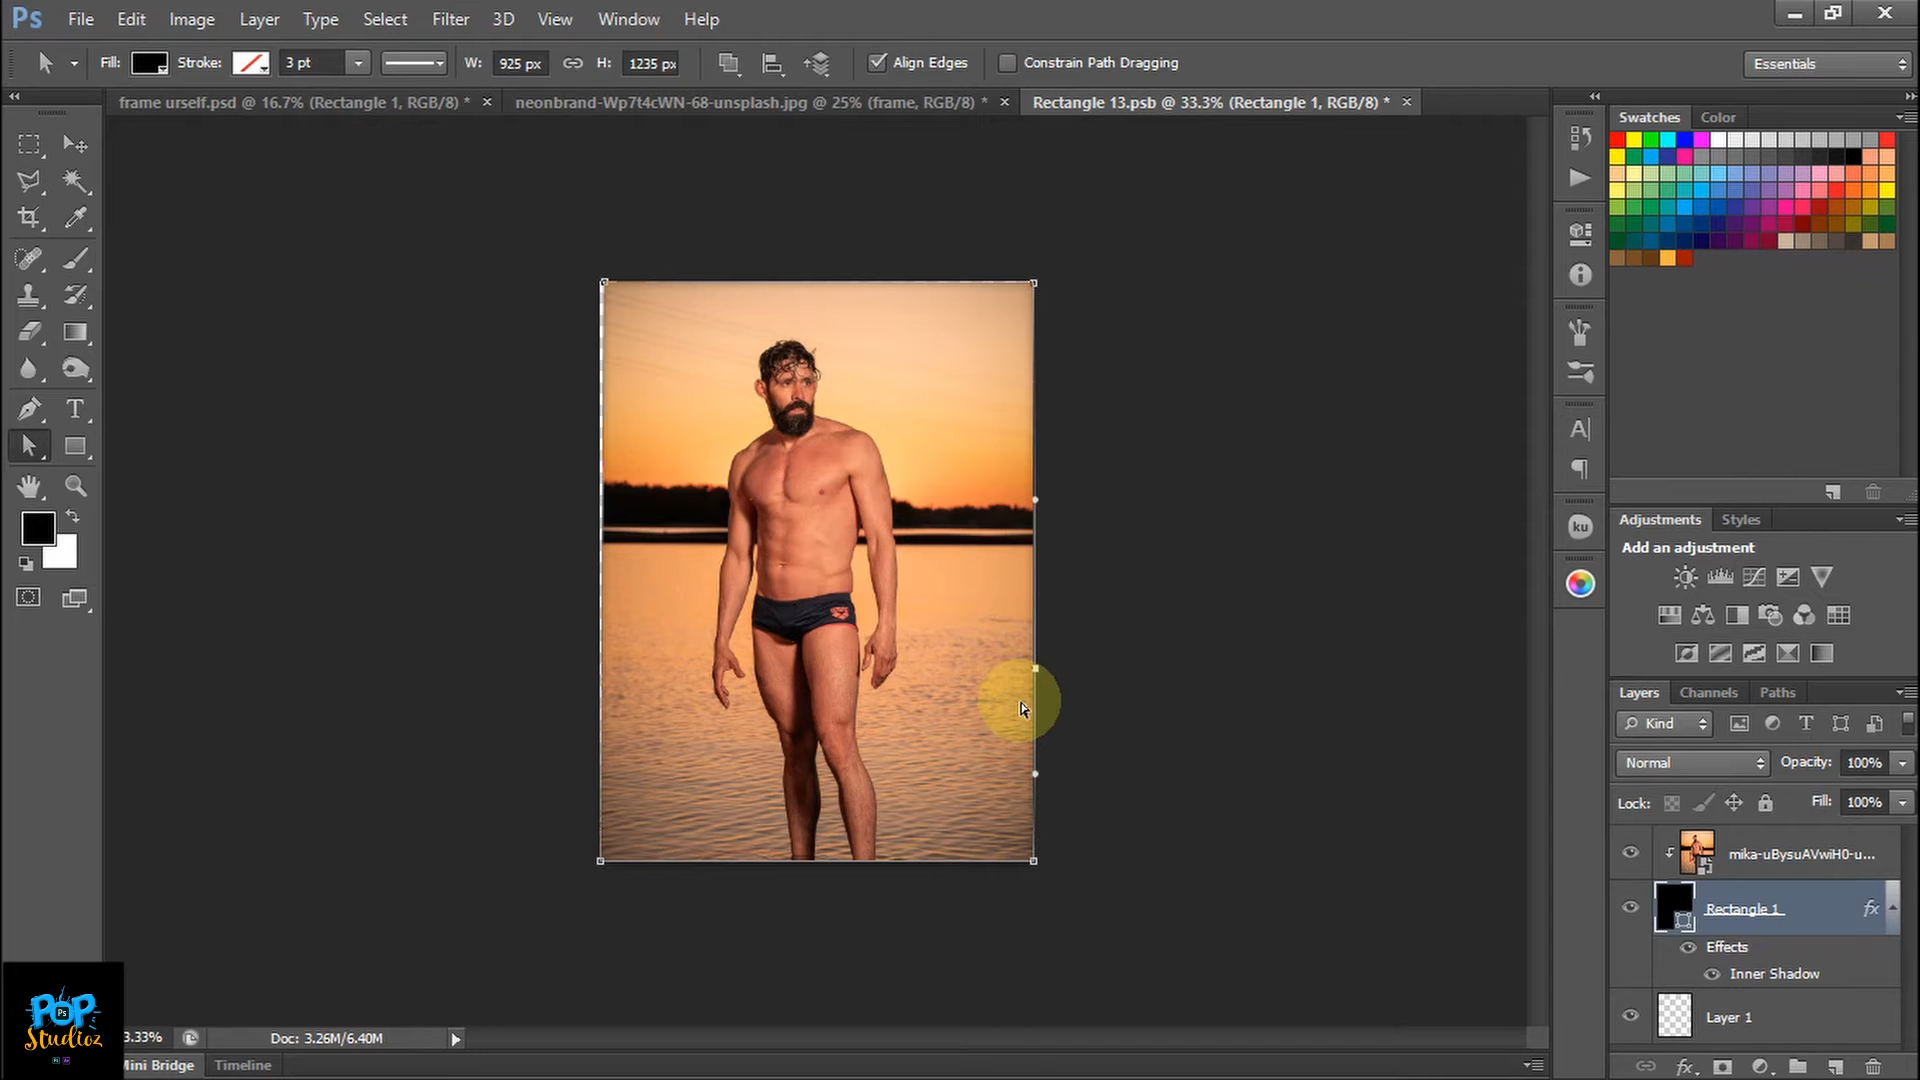 Ps File Edit Image Layer Type Select Filter 3D View Window Help
Fill: Stroke: 3 pt W: 925 px H: 1235 px Align Edges Constrain Path Dragging Essentials
frame urself.psd @ 16.7% (Rectangle 1, RGB/8) * × neonbrand-Wp7t4cWN-68-unsplash.jpg @ 25% (frame, RGB/8) * × Rectangle 13.psb @ 33.3% (Rectangle 1, RGB/8) * ×
Swatches Color
ku
Adjustments Styles
Add an adjustment
Layers Channels Paths
Kind
Normal Opacity: 100%
Lock: Fill: 100%
mika-uBysuAVwiH0-u...
Rectangle 1 fx
Effects
Inner Shadow
Layer 1
POP
Ps
Studioz
3.33% Doc: 3.26M/6.40M
Mini Bridge Timeline
fx